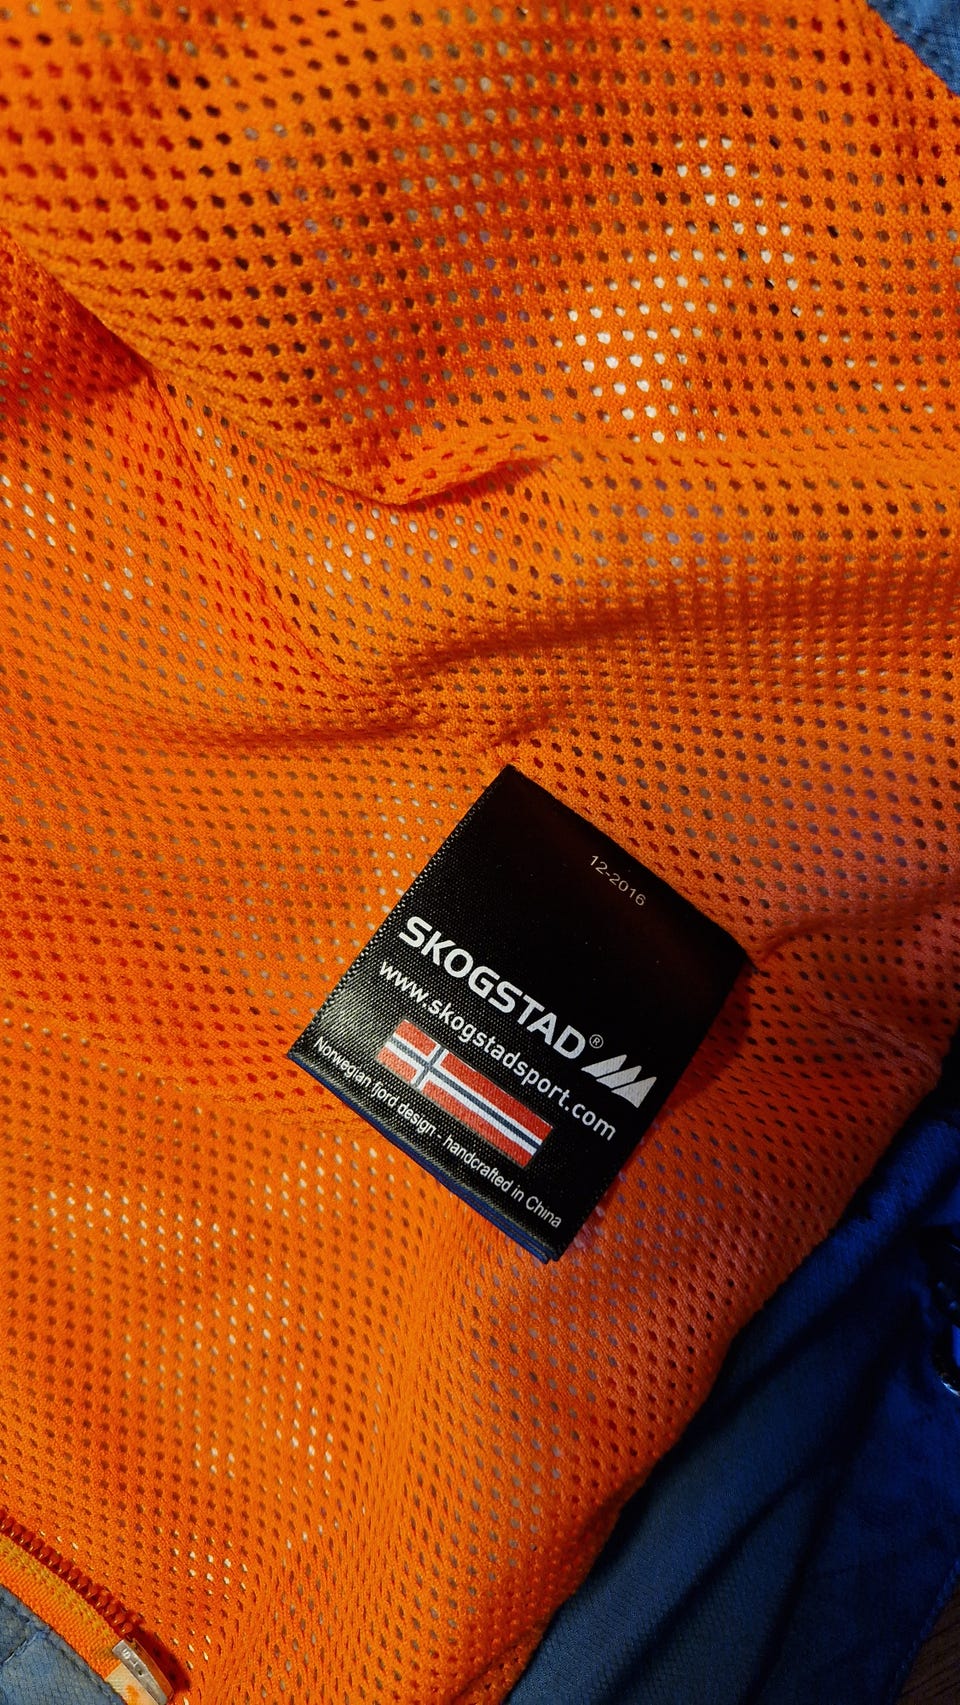 12-2016
SKOGSTAD®
www.skogstadsport.com
Norwegian fjord design - handcrafted in China